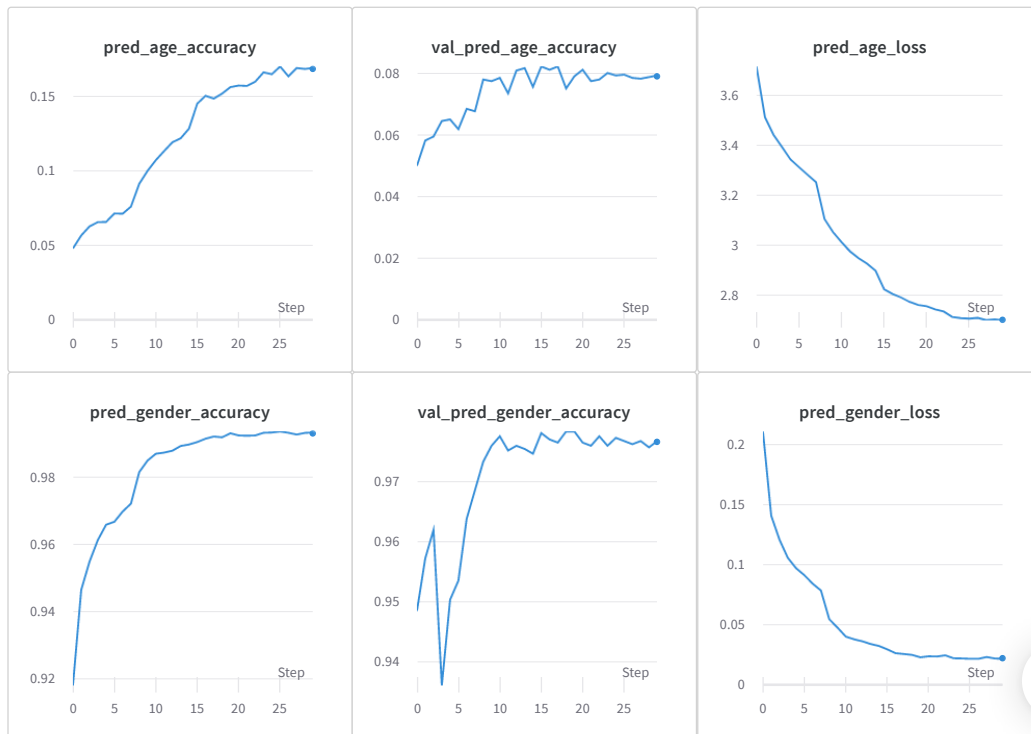 pred_age_accuracy
0.15
0.1
0.05
0
Step
0 5 10 15 20 25
val_pred_age_accuracy
0.08
0.06
0.04
0.02
0
Step
0 5 10 15 20 25
pred_age_loss
3.6
3.4
3.2
3
2.8
Step
0 5 10 15 20 25
pred_gender_accuracy
0.98
0.96
0.94
0.92
Step
0 5 10 15 20 25
val_pred_gender_accuracy
0.97
0.96
0.95
0.94
Step
0 5 10 15 20 25
pred_gender_loss
0.2
0.15
0.1
0.05
0
Step
0 5 10 15 20 25